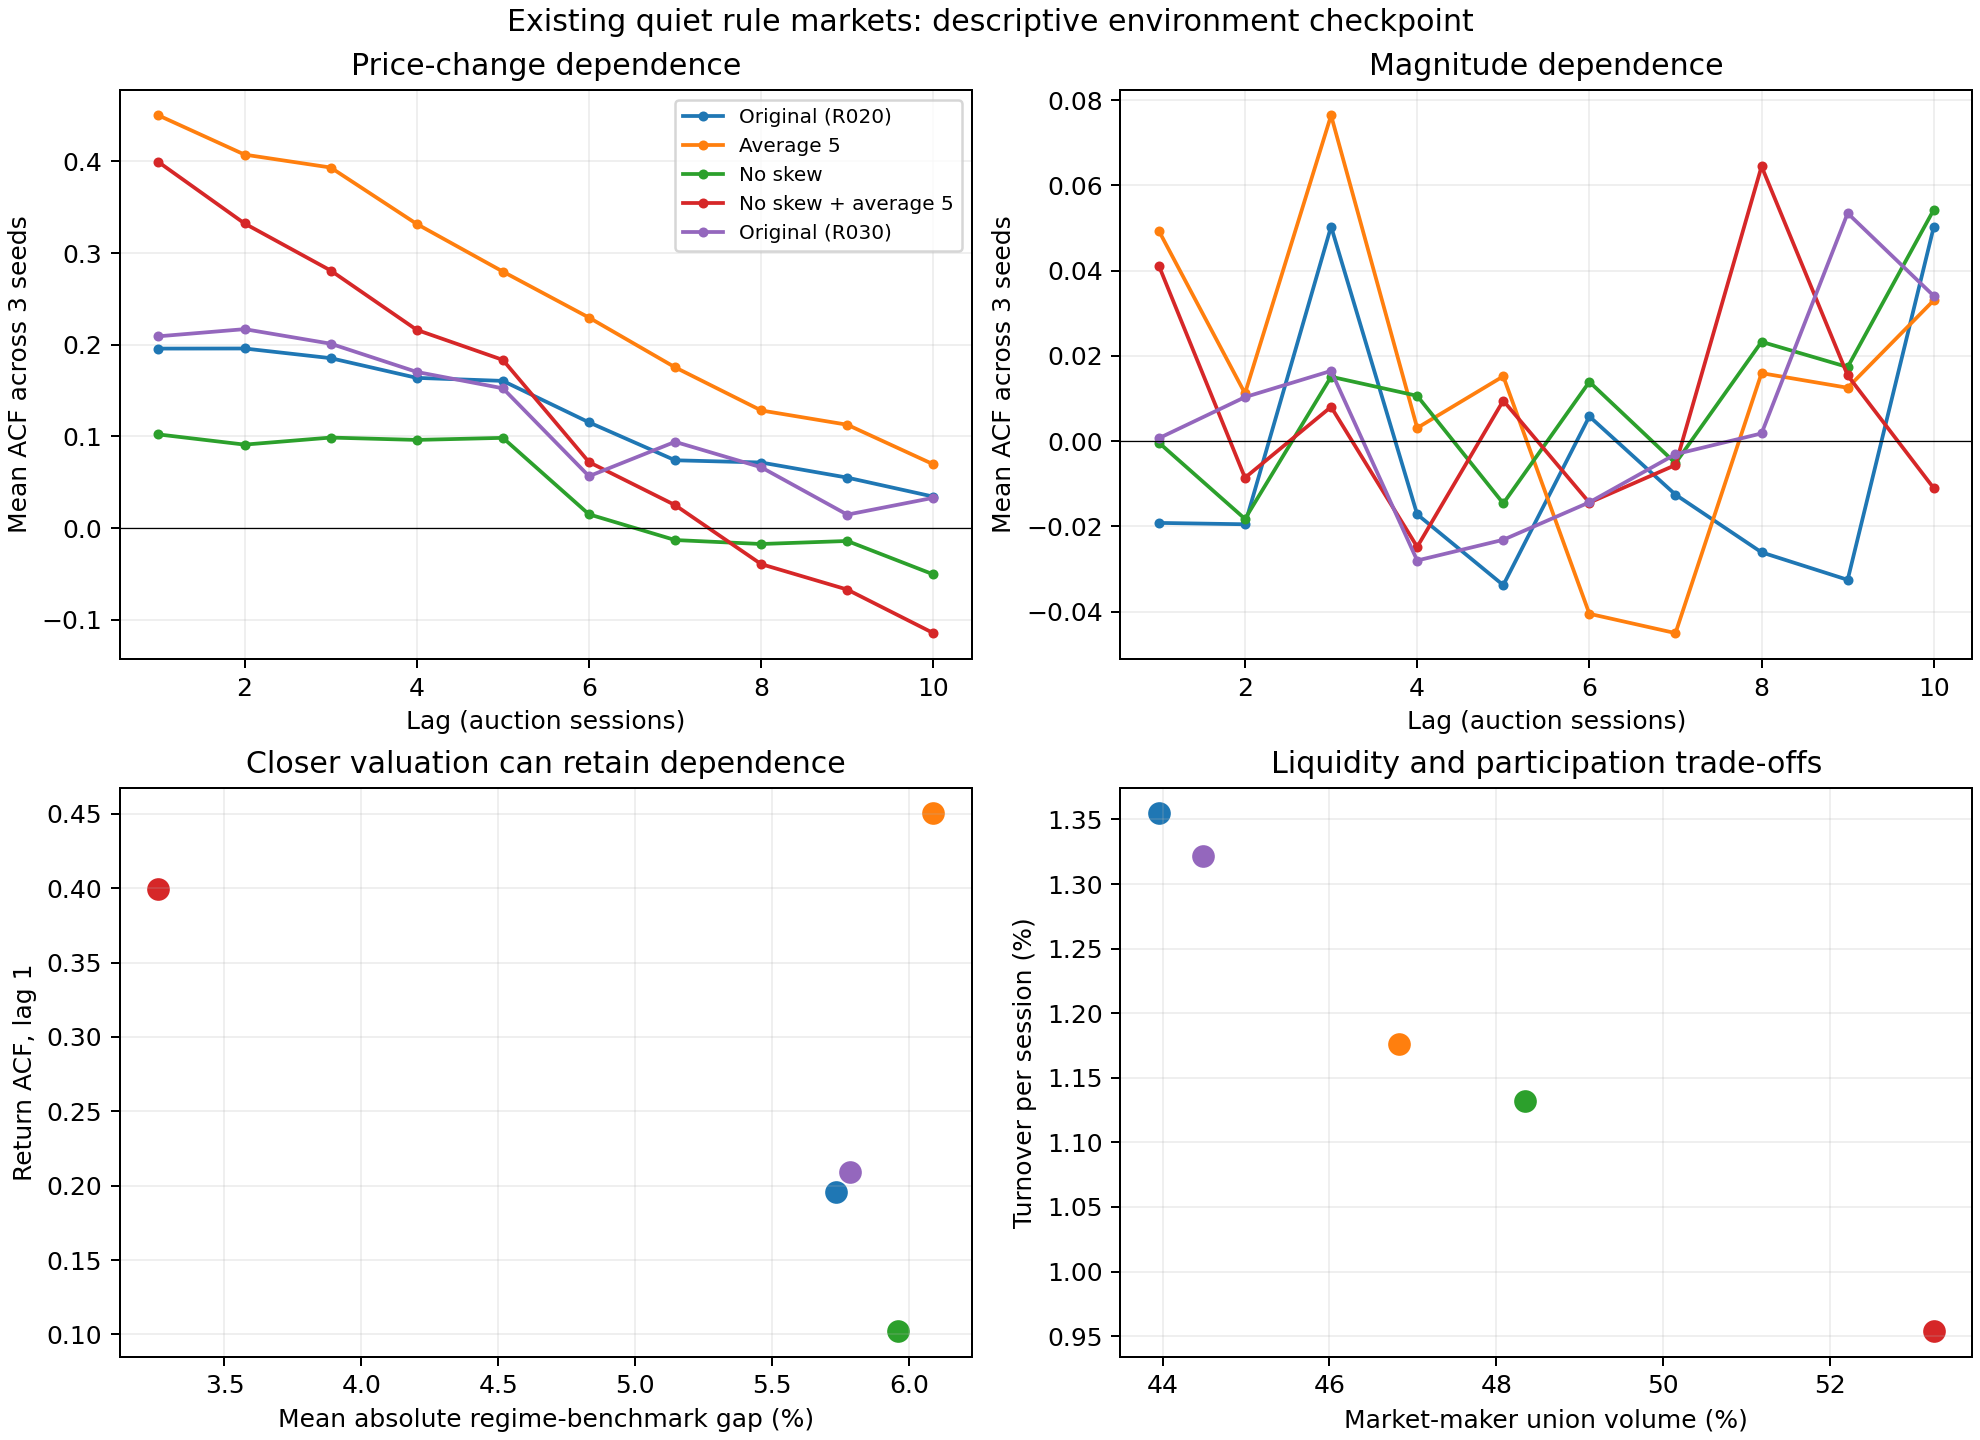 Existing quiet rule markets: descriptive environment checkpoint
Price-change dependence
Mean ACF across 3 seeds
0.4
0.3
0.2
0.1
0.0
−0.1
Original (R020)
Average 5
No skew
No skew + average 5
Original (R030)
2 4 6 8 10
Lag (auction sessions)
Magnitude dependence
Mean ACF across 3 seeds
0.08
0.06
0.04
0.02
0.00
−0.02
−0.04
2 4 6 8 10
Lag (auction sessions)
Closer valuation can retain dependence
Return ACF, lag 1
0.45
0.40
0.35
0.30
0.25
0.20
0.15
0.10
3.5 4.0 4.5 5.0 5.5 6.0
Mean absolute regime-benchmark gap (%)
Liquidity and participation trade-offs
Turnover per session (%)
1.35
1.30
1.25
1.20
1.15
1.10
1.05
1.00
0.95
44 46 48 50 52
Market-maker union volume (%)